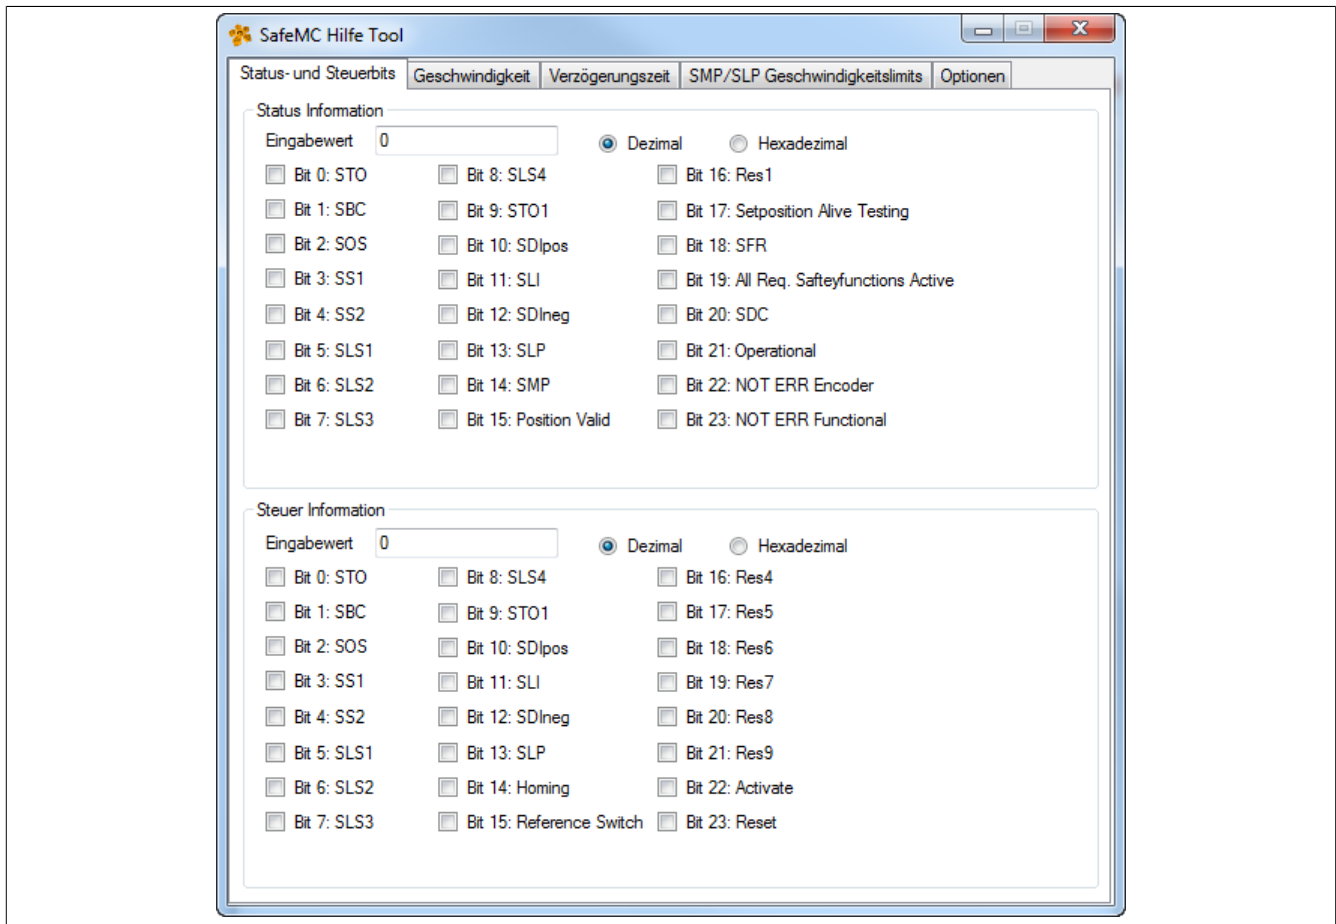 SafeMC Hilfe Tool
Status- und Steuerbits Geschwindigkeit Verzögerungszeit SMP/SLP Geschwindigkeitslimits Optionen
Status Information
Eingabewert 0 Dezimal Hexadezimal
Bit 0: STO Bit 8: SLS4 Bit 16: Res1
Bit 1: SBC Bit 9: STO1 Bit 17: Setposition Alive Testing
Bit 2: SOS Bit 10: SDIpos Bit 18: SFR
Bit 3: SS1 Bit 11: SLI Bit 19: All Req. Safteyfunctions Active
Bit 4: SS2 Bit 12: SDIneg Bit 20: SDC
Bit 5: SLS1 Bit 13: SLP Bit 21: Operational
Bit 6: SLS2 Bit 14: SMP Bit 22: NOT ERR Encoder
Bit 7: SLS3 Bit 15: Position Valid Bit 23: NOT ERR Functional
Steuer Information
Eingabewert 0 Dezimal Hexadezimal
Bit 0: STO Bit 8: SLS4 Bit 16: Res4
Bit 1: SBC Bit 9: STO1 Bit 17: Res5
Bit 2: SOS Bit 10: SDIpos Bit 18: Res6
Bit 3: SS1 Bit 11: SLI Bit 19: Res7
Bit 4: SS2 Bit 12: SDIneg Bit 20: Res8
Bit 5: SLS1 Bit 13: SLP Bit 21: Res9
Bit 6: SLS2 Bit 14: Homing Bit 22: Activate
Bit 7: SLS3 Bit 15: Reference Switch Bit 23: Reset